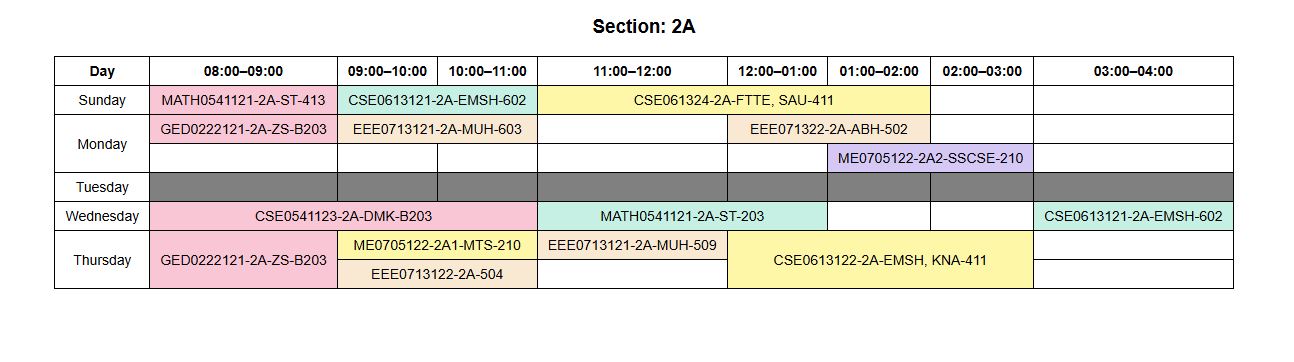 Section: 2A
Day 08:00–09:00 09:00–10:00 10:00–11:00 11:00–12:00 12:00–01:00 01:00–02:00 02:00–03:00 03:00–04:00
Sunday MATH0541121-2A-ST-413 CSE0613121-2A-EMSH-602 CSE061324-2A-FTTE, SAU-411
Monday GED0222121-2A-ZS-B203 EEE0713121-2A-MUH-603 EEE071322-2A-ABH-502
ME0705122-2A2-SSCSE-210
Tuesday
Wednesday CSE0541123-2A-DMK-B203 MATH0541121-2A-ST-203 CSE0613121-2A-EMSH-602
Thursday GED0222121-2A-ZS-B203 ME0705122-2A1-MTS-210 EEE0713121-2A-MUH-509 CSE0613122-2A-EMSH, KNA-411
EEE0713122-2A-504